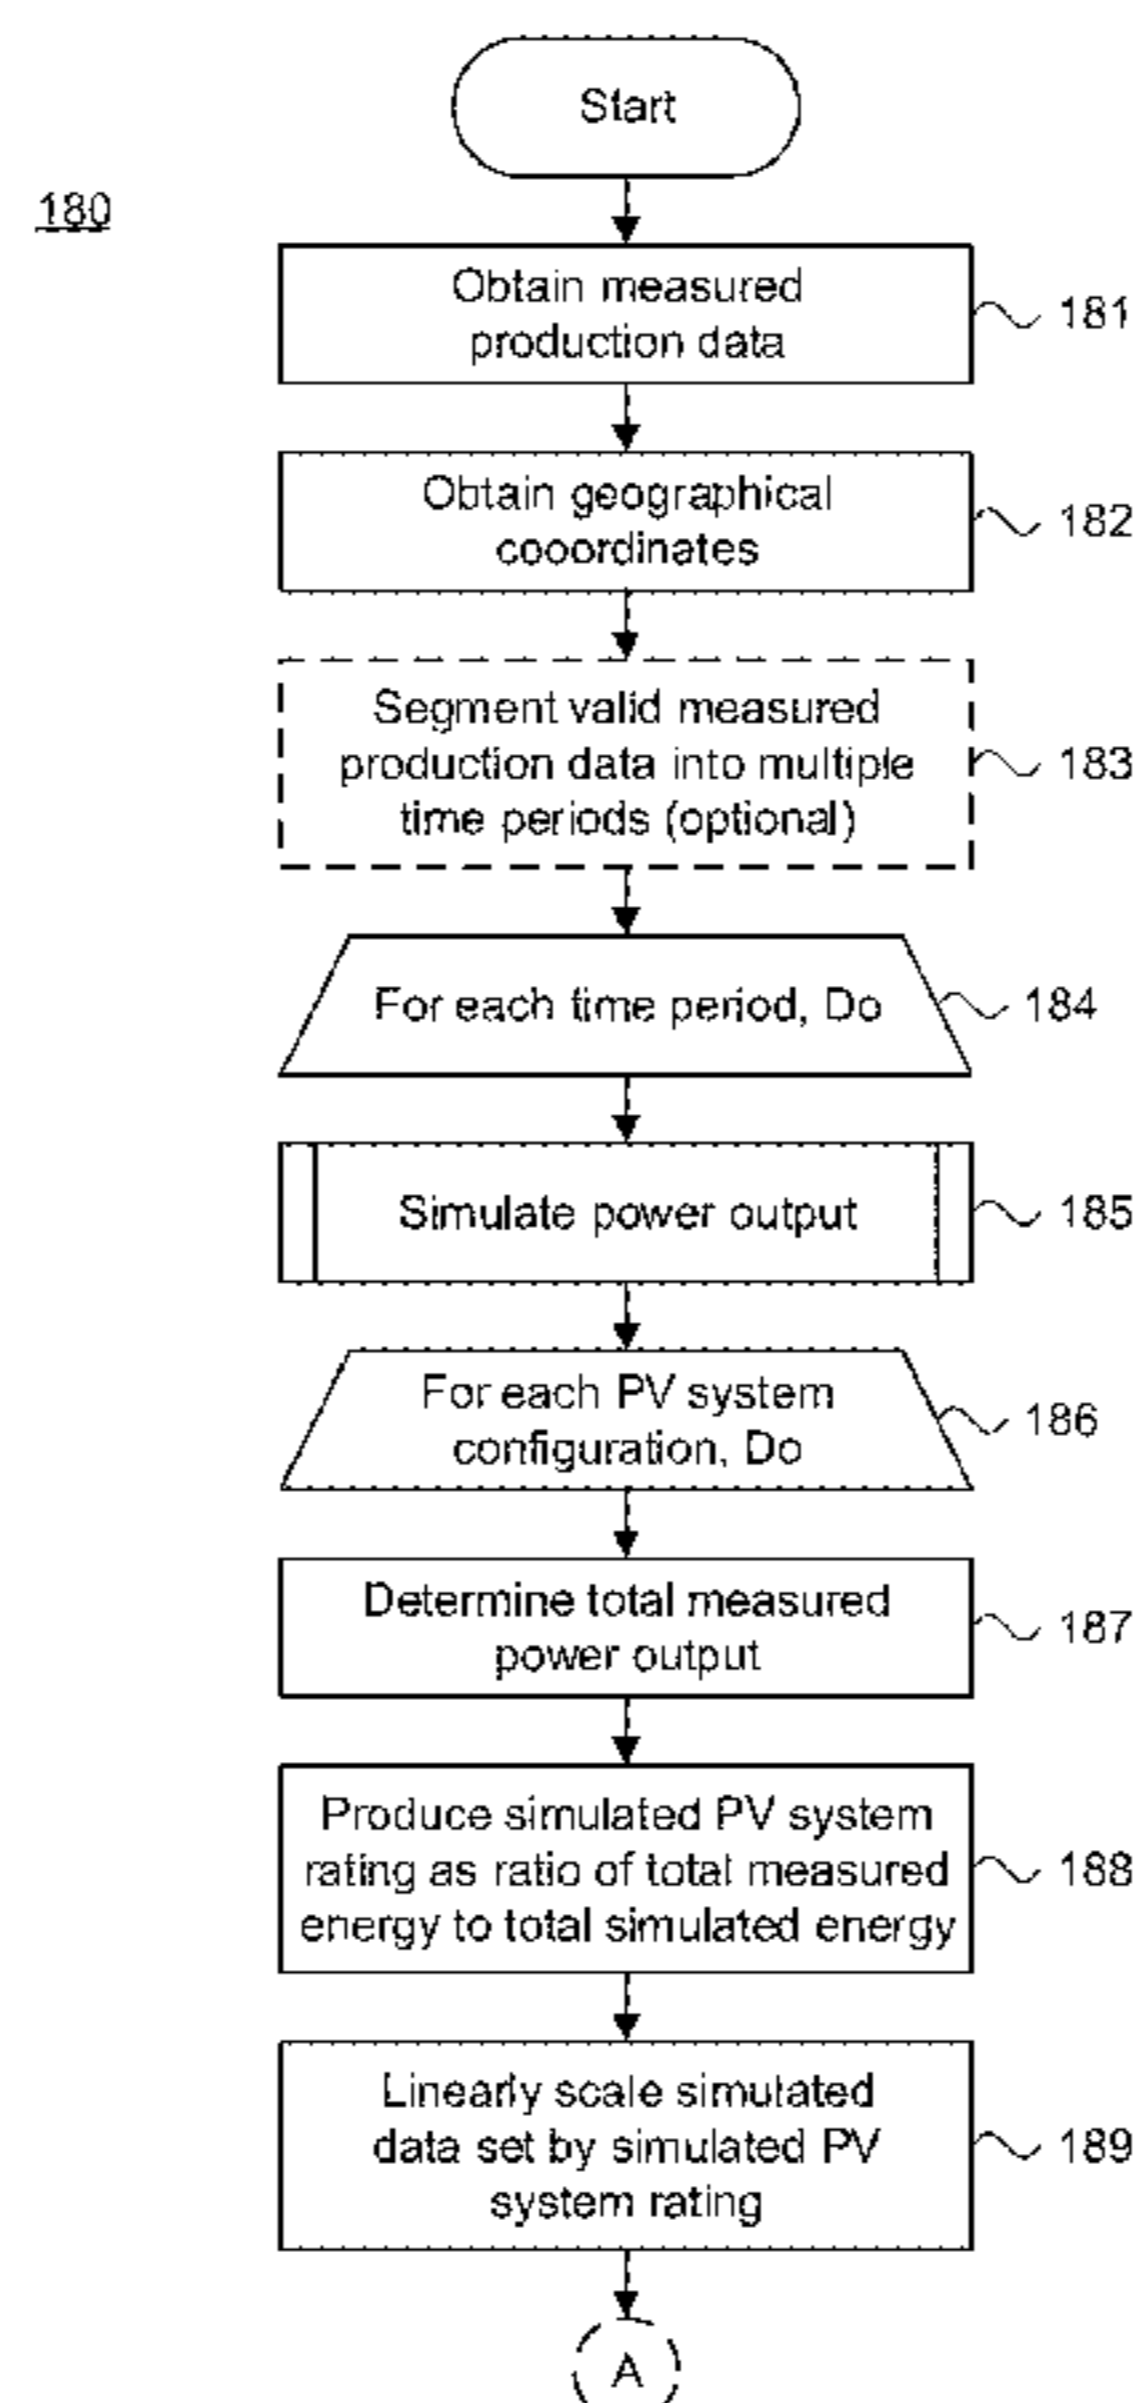 Start
180
Obtain measured
production data
181
Obtain geographical
cooordinates
182
Segment valid measured
production data into multiple
time periods (optional)
183
For each time period, Do
184
Simulate power output
185
For each PV system
configuration, Do
186
Determine total measured
power output
187
Produce simulated PV system
rating as ratio of total measured
energy to total simulated energy
188
Linearly scale simulated
data set by simulated PV
system rating
189
A